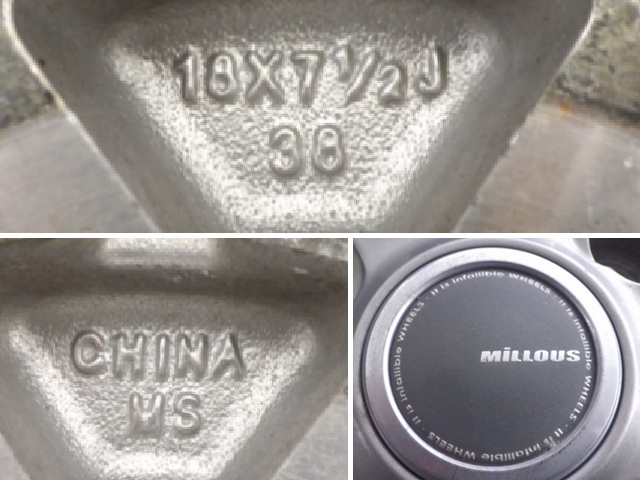 18X7½J
38
CHINA
MS
MiLLOUS
It is infallible WHEELS · It is infallible WHEELS · It is infallible WHEELS · It is infallible WHEELS ·